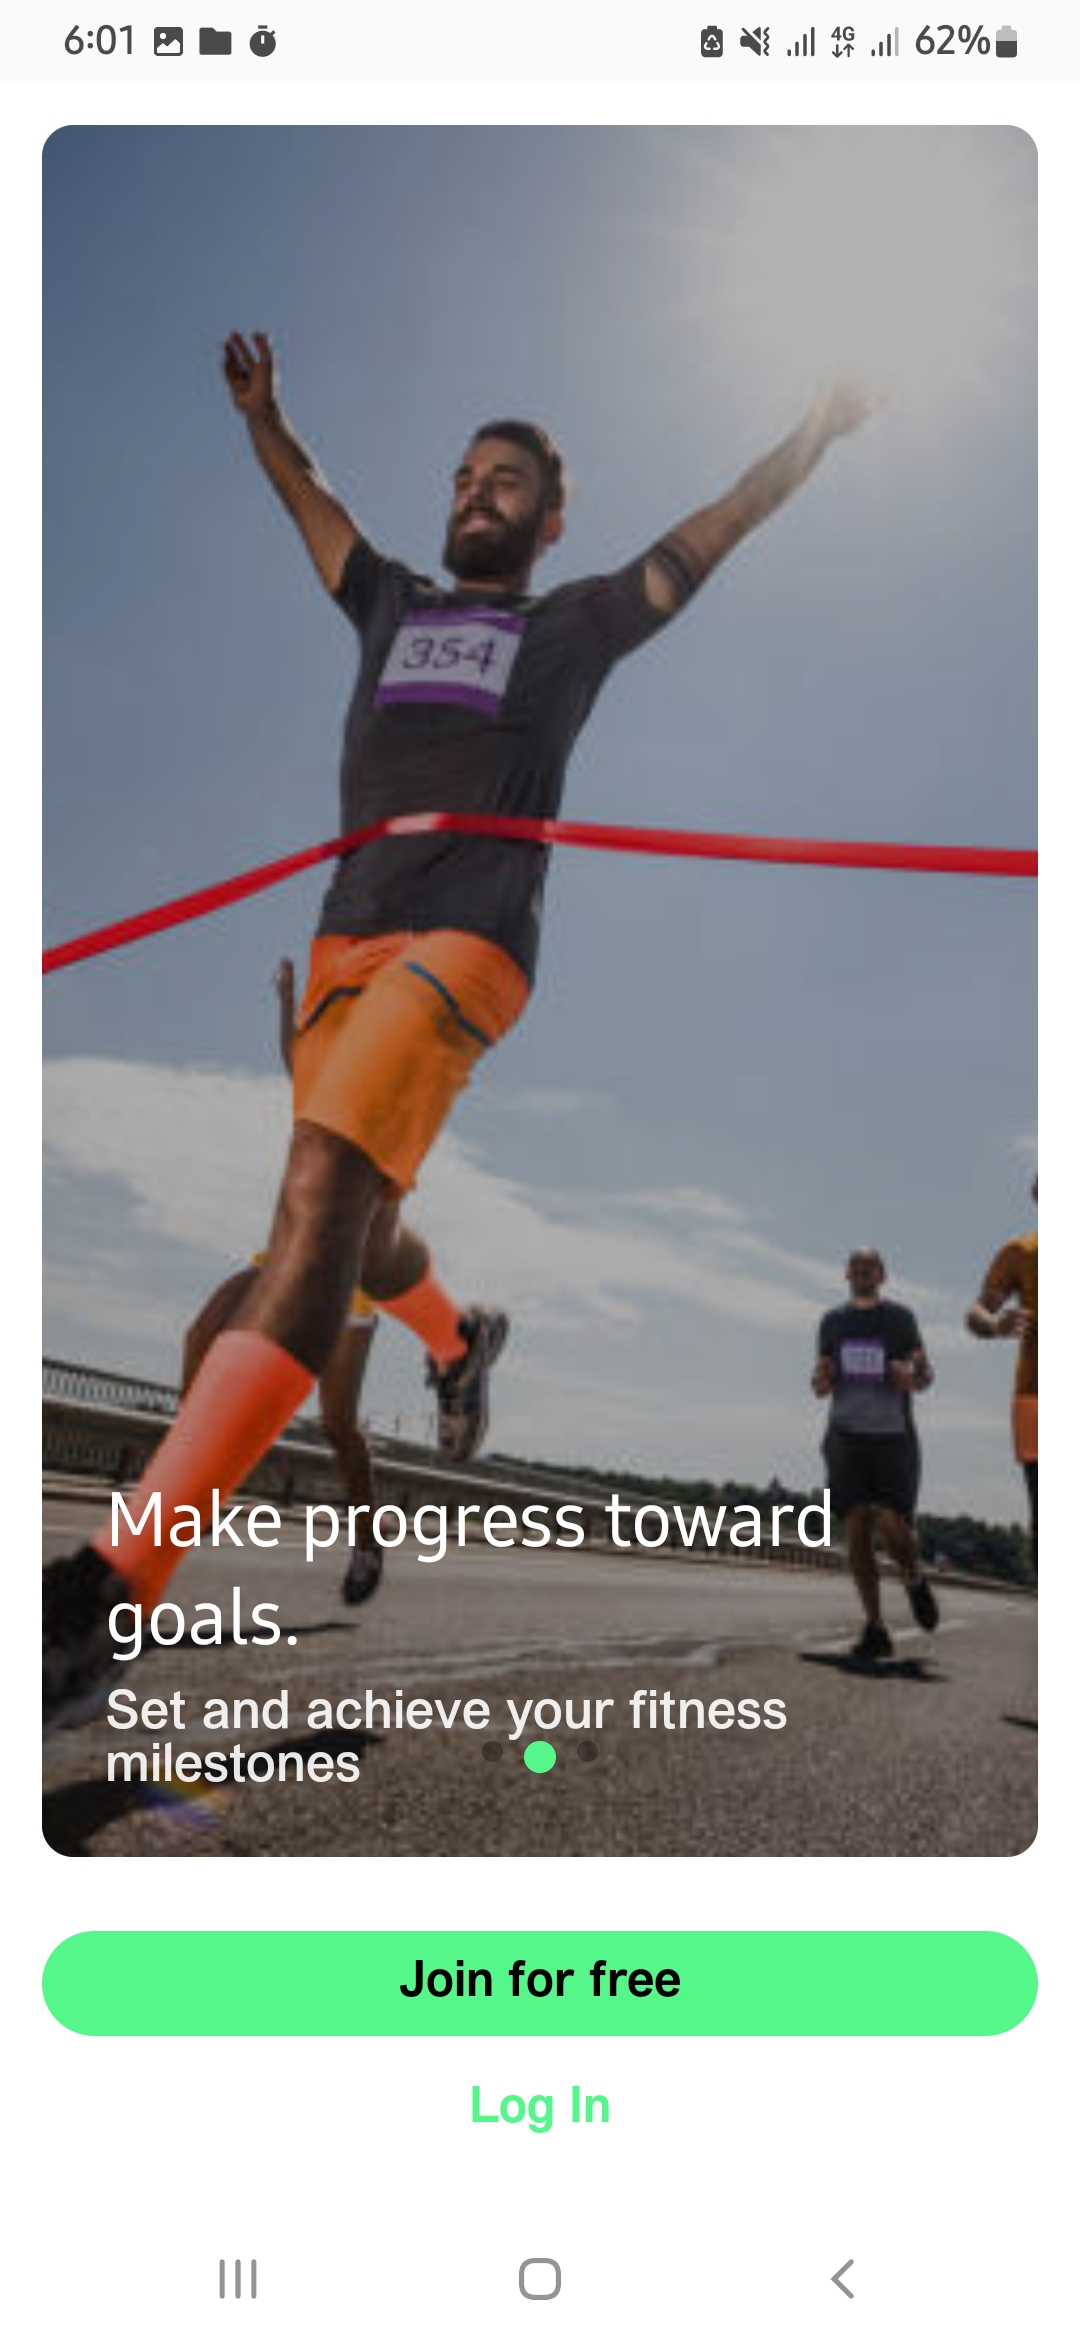 6:01 4G 62%
354
Make progress toward
goals.
Set and achieve your fitness
milestones
Join for free
Log In